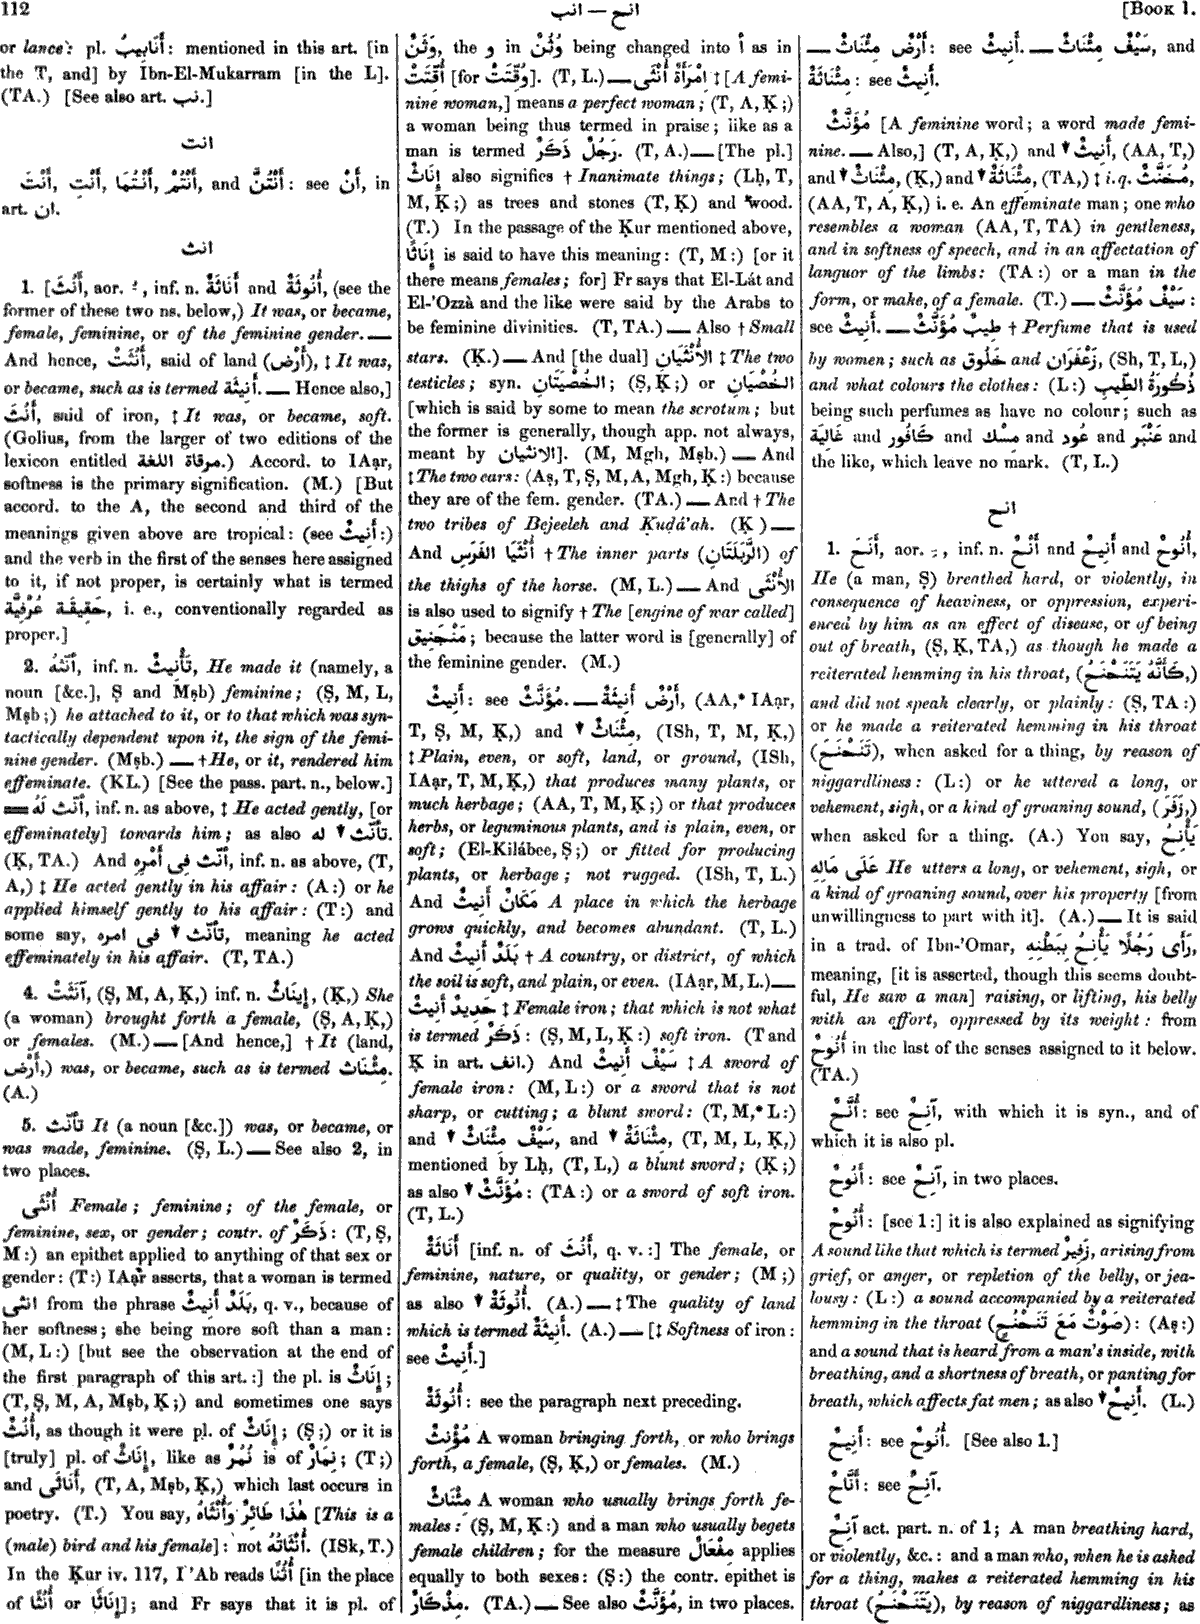 112
انب — انح
[BOOK I.
or lance: pl. أَنَابِيبُ: mentioned in this art. [in
the T, and] by Ibn-El-Mukarram [in the L].
(TA.) [See also art. نب.]
انت
أَنْتَ, أَنْتِ, أَنْتُمَا, أَنْتُمْ, and أَنْتُنَّ: see أَنْ, in
art. ان.
انث
1. [أَنُثَ, aor. ـُ, inf. n. أَنَاثَةٌ and أُنُوثَةٌ, (see the
former of these two ns. below,) It was, or became,
female, feminine, or of the feminine gender. —
And hence, أَنُثَتْ, said of land (أَرْض), ‡ It was,
or became, such as is termed أَنِيثَة. — Hence also,]
أَنُثَ, said of iron, ‡ It was, or became, soft.
(Golius, from the larger of two editions of the
lexicon entitled مرقاة اللغة.) Accord. to IAạr,
softness is the primary signification. (M.) [But
accord. to the A, the second and third of the
meanings given above are tropical: (see أَنِيثٌ:)
and the verb in the first of the senses here assigned
to it, if not proper, is certainly what is termed
حَقِيقَة عُرْفِيَّة, i. e., conventionally regarded as
proper.]
2. أنّثهُ, inf. n. تَأْنِيثٌ, He made it (namely, a
noun [&c.], Ṣ and Mṣb) feminine; (Ṣ, M, L,
Mṣb;) he attached to it, or to that which was syn-
tactically dependent upon it, the sign of the femi-
nine gender. (Mṣb.) — † He, or it, rendered him
effeminate. (KL.) [See the pass. part. n., below.]
= أنّث لَهُ, inf. n. as above, ‡ He acted gently, [or
effeminately] towards him; as also ▼ تأنّث له.
(Ḳ, TA.) And أنّث فِى أَمْرِهِ, inf. n. as above, (T,
A,) ‡ He acted gently in his affair: (A:) or he
applied himself gently to his affair: (T:) and
some say, ▼ تأنّث فى امره, meaning he acted
effeminately in his affair. (T, TA.)
4. آنَثَتْ, (Ṣ, M, A, Ḳ,) inf. n. إِينَاثٌ, (Ḳ,) She
(a woman) brought forth a female, (Ṣ, A, Ḳ,)
or females. (M.) — [And hence,] † It (land,
أَرْض,) was, or became, such as is termed مِئْنَاث.
(A.)
5. تأنّث It (a noun [&c.]) was, or became, or
was made, feminine. (Ṣ, L.) — See also 2, in
two places.
أُنْثَى Female; feminine; of the female, or
feminine, sex, or gender; contr. of ذَكَرٌ: (T, Ṣ,
M:) an epithet applied to anything of that sex or
gender: (T:) IAạr asserts, that a woman is termed
انثى from the phrase بَلَدٌ أَنِيثٌ, q. v., because of
her softness; she being more soft than a man:
(M, L:) [but see the observation at the end of
the first paragraph of this art.:] the pl. is إِنَاثٌ;
(T, Ṣ, M, A, Mṣb, Ḳ;) and sometimes one says
أُنُثٌ, as though it were pl. of إِنَاثٌ; (Ṣ;) or it is
[truly] pl. of إِنَاثٌ, like as نُمُرٌ is of نِمَارٌ; (T;)
and أَنَاثَى, (T, A, Mṣb, Ḳ,) which last occurs in
poetry. (T.) You say, هٰذَا طَائِرٌ وَأُنْثَاهُ [This is a
(male) bird and his female]: not أُنْثَاتُهُ. (ISk, T.)
In the Ḳur iv. 117, I 'Ab reads أُثُنًا [in the place
of أُنُثًا or إِنَاثًا]; and Fr says that it is pl. of
وَثَنٌ, the و in وُثُنٌ being changed into أ as in
أُقِّتَتْ [for وُقِّتَتْ]. (T, L.) — اِمْرَأَةٌ أُنْثَى ‡ [A femi-
nine woman,] means a perfect woman; (T, A, Ḳ;)
a woman being thus termed in praise; like as a
man is termed رَجُلٌ ذَكَرٌ. (T, A.) — [The pl.]
إِنَاثٌ also signifies † Inanimate things; (Lḥ, T,
M, Ḳ;) as trees and stones (T, Ḳ) and wood.
(T.) In the passage of the Ḳur mentioned above,
إِنَاثًا is said to have this meaning: (T, M:) [or it
there means females; for] Fr says that El-Lát and
El-'Ozzà and the like were said by the Arabs to
be feminine divinities. (T, TA.) — Also † Small
stars. (Ḳ.) — And [the dual] الأُنْثَيَانِ ‡ The two
testicles; syn. الخُصْيَتَانِ; (Ṣ, Ḳ;) or الخُصْيَانِ
[which is said by some to mean the scrotum; but
the former is generally, though app. not always,
meant by الانثيان]. (M, Mgh, Mṣb.) — And
‡ The two ears: (Aṣ, T, Ṣ, M, A, Mgh, Ḳ:) because
they are of the fem. gender. (TA.) — And † The
two tribes of Bejeeleh and Ḳuḍá'ah. (Ḳ) —
And أُنْثَيَا الفَرَسِ † The inner parts (الرَّبَلَتَانِ) of
the thighs of the horse. (M, L.) — And الأُنْثَى
is also used to signify † The [engine of war called]
مَنْجَنِيق; because the latter word is [generally] of
the feminine gender. (M.)
أَنِيثٌ: see مُؤَنَّثٌ. — أَرْضٌ أَنِيثَةٌ, (AA,* IAạr,
T, Ṣ, M, Ḳ,) and ▼ مِئْنَاثٌ, (ISh, T, M, Ḳ,)
‡ Plain, even, or soft, land, or ground, (ISh,
IAạr, T, M, Ḳ,) that produces many plants, or
much herbage; (AA, T, M, Ḳ;) or that produces
herbs, or leguminous plants, and is plain, even, or
soft; (El-Kilábee, Ṣ;) or fitted for producing
plants, or herbage; not rugged. (ISh, T, L.)
And مَكَانٌ أَنِيثٌ A place in which the herbage
grows quickly, and becomes abundant. (T, L.)
And بَلَدٌ أَنِيثٌ † A country, or district, of which
the soil is soft, and plain, or even. (IAạr, M, L.) —
حَدِيدٌ أَنِيثٌ ‡ Female iron; that which is not what
is termed ذَكَرٌ: (Ṣ, M, L, Ḳ:) soft iron. (T and
Ḳ in art. انف.) And سَيْفٌ أَنِيثٌ ‡ A sword of
female iron: (M, L:) or a sword that is not
sharp, or cutting; a blunt sword: (T, M,* L:)
and ▼ سَيْفٌ مِئْنَاثٌ, and ▼ مِئْنَاثَةٌ, (T, M, L, Ḳ,)
mentioned by Lḥ, (T, L,) a blunt sword; (Ḳ;)
as also ▼ مُؤَنَّثٌ: (TA:) or a sword of soft iron.
(T, L.)
أَنَاثَةٌ [inf. n. of أَنُثَ, q. v.:] The female, or
feminine, nature, or quality, or gender; (M;)
as also ▼ أُنُوثَةٌ. (A.) — ‡ The quality of land
which is termed أَنِيثَةٌ. (A.) — [‡ Softness of iron:
see أَنِيثٌ.]
أُنُوثَةٌ: see the paragraph next preceding.
مُؤْنِثٌ A woman bringing forth, or who brings
forth, a female, (Ṣ, Ḳ,) or females. (M.)
مِئْنَاثٌ A woman who usually brings forth fe-
males: (Ṣ, M, Ḳ:) and a man who usually begets
female children; for the measure مِفْعَالٌ applies
equally to both sexes: (Ṣ:) the contr. epithet is
مِذْكَارٌ. (TA.) — See also مُؤَنَّثٌ, in two places.
— أَرْضٌ مِئْنَاثٌ: see أَنِيثٌ. — سَيْفٌ مِئْنَاثٌ, and
مِئْنَاثَةٌ: see أَنِيثٌ.
مُؤَنَّثٌ [A feminine word; a word made femi-
nine. — Also,] (T, A, Ḳ,) and ▼ أَنِيثٌ, (AA, T,)
and ▼ مِئْنَاثٌ, (Ḳ,) and ▼ مِئْنَاثَةٌ, (TA,) ‡ i. q. مُخَنَّثٌ,
(AA, T, A, Ḳ,) i. e. An effeminate man; one who
resembles a woman (AA, T, TA) in gentleness,
and in softness of speech, and in an affectation of
languor of the limbs: (TA:) or a man in the
form, or make, of a female. (T.) — سَيْفٌ مُؤَنَّثٌ:
see أَنِيثٌ. — طِيبٌ مُؤَنَّثٌ † Perfume that is used
by women; such as خَلُوق and زَعْفَرَان, (Sh, T, L,)
and what colours the clothes: (L:) ذُكُورَةُ الطِّيبِ
being such perfumes as have no colour; such as
غَالِيَة and كَافُور and مِسْك and عُود and عَنْبَر and
the like, which leave no mark. (T, L.)
انح
1. أَنَحَ, aor. ـِ, inf. n. أَنْحٌ and أَنِيحٌ and أُنُوحٌ,
He (a man, Ṣ) breathed hard, or violently, in
consequence of heaviness, or oppression, experi-
enced by him as an effect of disease, or of being
out of breath, (Ṣ, Ḳ, TA,) as though he made a
reiterated hemming in his throat, (كَأَنَّهُ يَتَنَحْنَحُ,)
and did not speak clearly, or plainly: (Ṣ, TA:)
or he made a reiterated hemming in his throat
(تَنَحْنَحَ), when asked for a thing, by reason of
niggardliness: (L:) or he uttered a long, or
vehement, sigh, or a kind of groaning sound, (زَفَرَ,)
when asked for a thing. (A.) You say, يَأْنِحُ
عَلَى مَالِهِ He utters a long, or vehement, sigh, or
a kind of groaning sound, over his property [from
unwillingness to part with it]. (A.) — It is said
in a trad. of Ibn-'Omar, رَأَى رَجُلًا يَأْنِحُ بِبَطْنِهِ,
meaning, [it is asserted, though this seems doubt-
ful, He saw a man] raising, or lifting, his belly
with an effort, oppressed by its weight: from
أُنُوحٌ in the last of the senses assigned to it below.
(TA.)
أُنَّحٌ: see آنِحٌ, with which it is syn., and of
which it is also pl.
أَنُوحٌ: see آنِحٌ, in two places.
أُنُوحٌ: [see 1:] it is also explained as signifying
A sound like that which is termed زَفِيرٌ, arising from
grief, or anger, or repletion of the belly, or jea-
lousy: (L:) a sound accompanied by a reiterated
hemming in the throat (صَوْتٌ مَعَ تَنَحْنُحٍ): (Aṣ:)
and a sound that is heard from a man's inside, with
breathing, and a shortness of breath, or panting for
breath, which affects fat men; as also ▼ أَنِيحٌ. (L.)
أَنِيحٌ: see أُنُوحٌ. [See also 1.]
أَنَّاحٌ: see آنِحٌ.
آنِحٌ act. part. n. of 1; A man breathing hard,
or violently, &c.: and a man who, when he is asked
for a thing, makes a reiterated hemming in his
throat (يَتَنَحْنَحُ), by reason of niggardliness; as